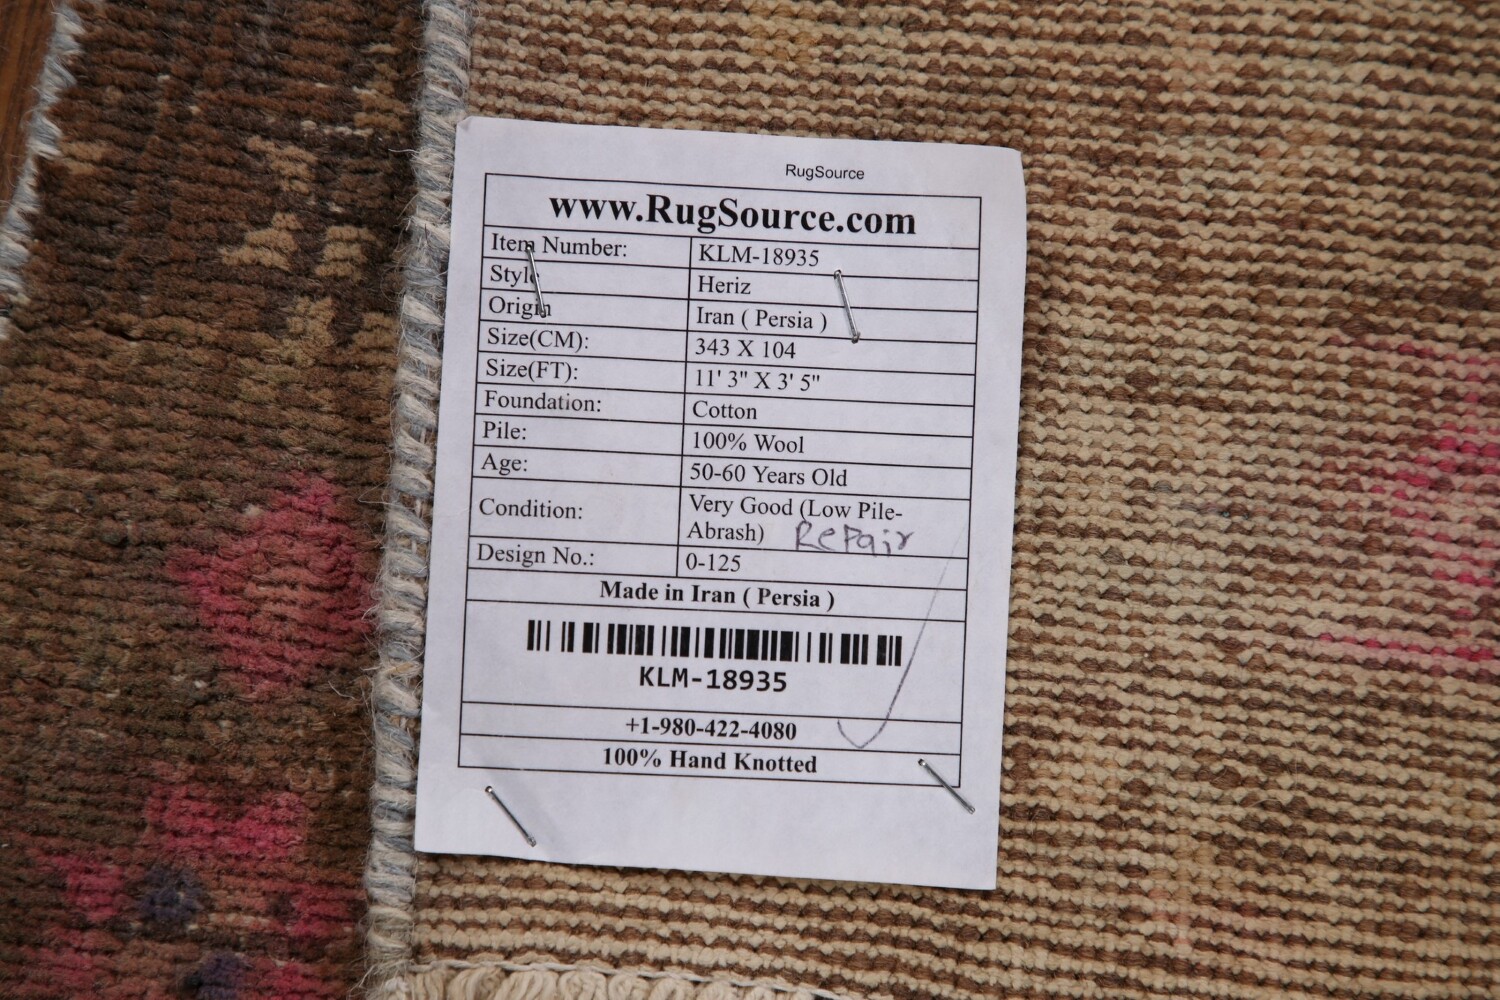 RugSource
www.RugSource.com
Item Number: KLM-18935
Style Heriz
Origin Iran ( Persia )
Size(CM): 343 X 104
Size(FT): 11' 3" X 3' 5"
Foundation: Cotton
Pile: 100% Wool
Age: 50-60 Years Old
Condition: Very Good (Low Pile-
Abrash) Repair
Design No.: 0-125
Made in Iran ( Persia )
KLM-18935
+1-980-422-4080
100% Hand Knotted